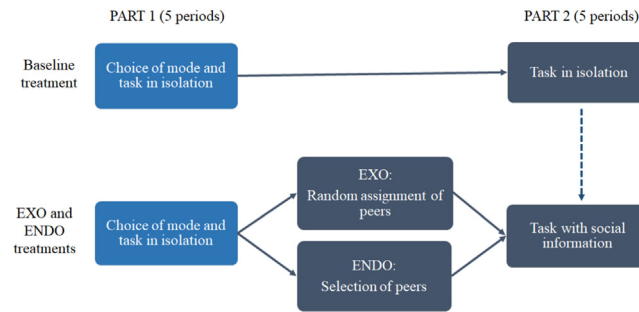 PART 1 (5 periods)
PART 2 (5 periods)
Baseline
treatment
Choice of mode and
task in isolation
Task in isolation
EXO and
ENDO
treatments
Choice of mode and
task in isolation
EXO:
Random assignment of
peers
ENDO:
Selection of peers
Task with social
information